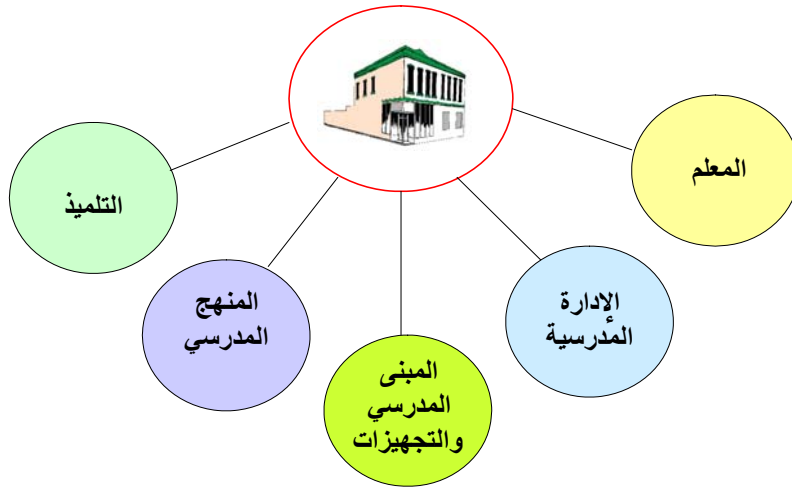 المعلم
الإدارة
المدرسية
المبنى
المدرسي
والتجهيزات
المنهج
المدرسي
التلميذ